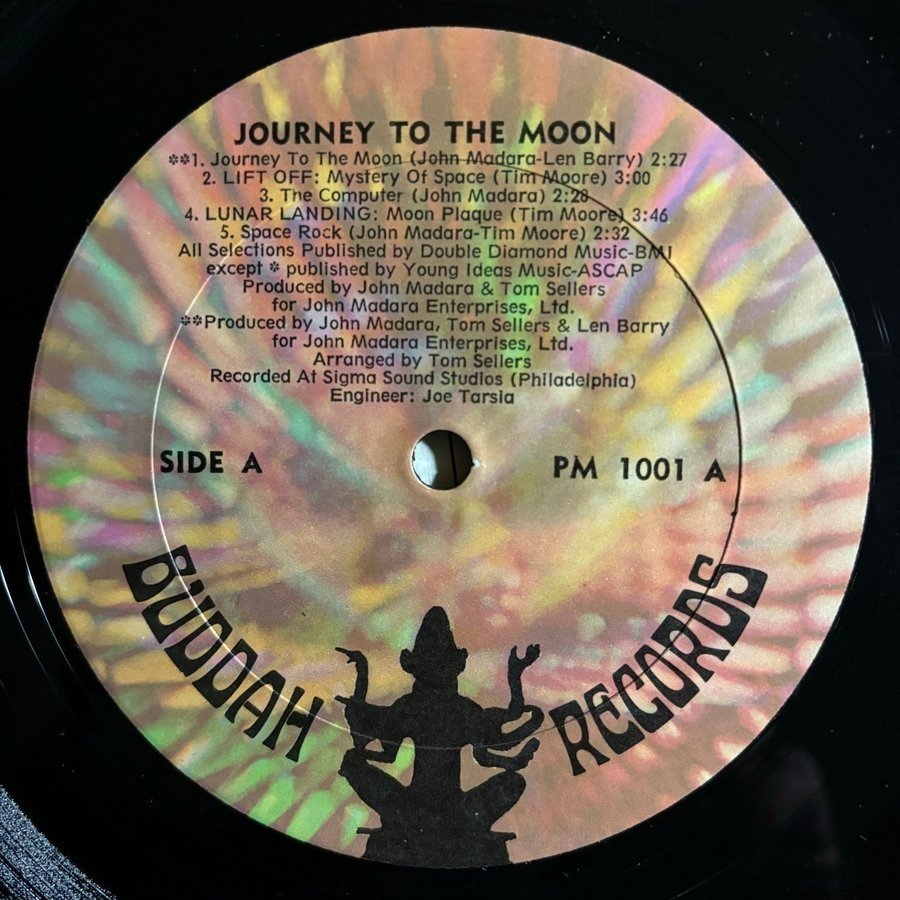 JOURNEY TO THE MOON
**1. Journey To The Moon (John Madara-Len Barry) 2:27
2. LIFT OFF: Mystery Of Space (Tim Moore) 3:00
3. The Computer (John Madara) 2:28
4. LUNAR LANDING: Moon Plaque (Tim Moore) 3:46
5. Space Rock (John Madara-Tim Moore) 2:32
All Selections Published by Double Diamond Music-BMI
except * published by Young Ideas Music-ASCAP
Produced by John Madara & Tom Sellers
for John Madara Enterprises, Ltd.
**Produced by John Madara, Tom Sellers & Len Barry
for John Madara Enterprises, Ltd.
Arranged by Tom Sellers
Recorded At Sigma Sound Studios (Philadelphia)
Engineer: Joe Tarsia
SIDE A
PM 1001 A
BUDDAH RECORDS